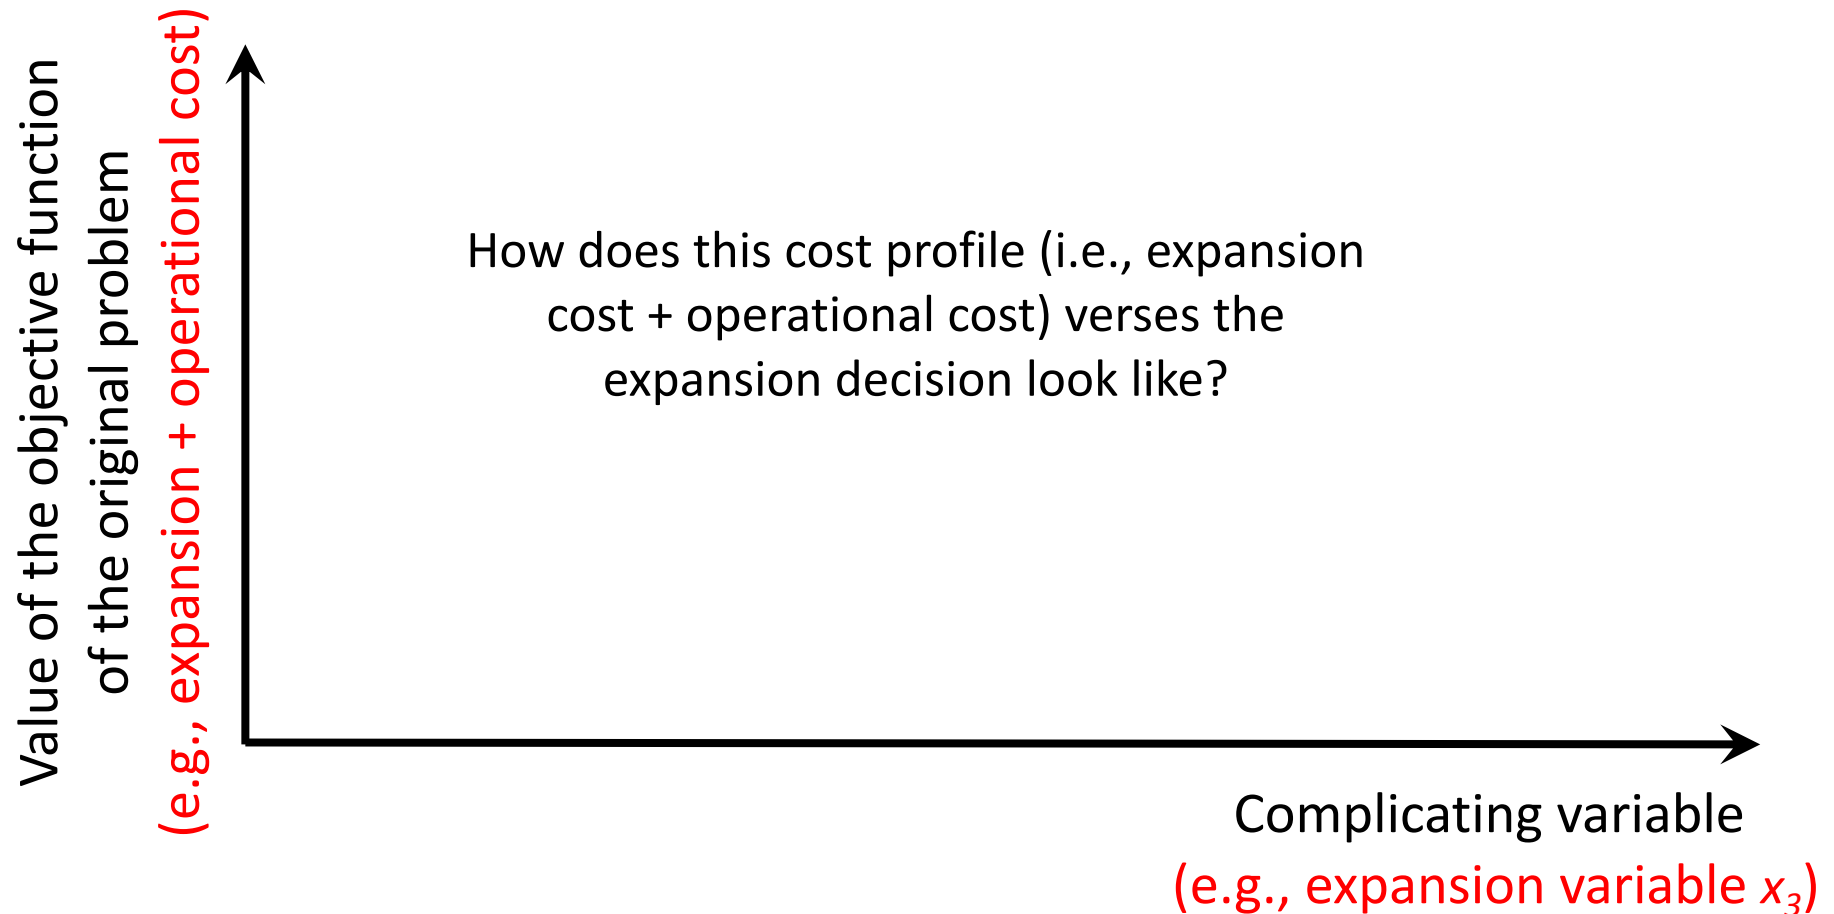 Value of the objective function
of the original problem
(e.g., expansion + operational cost)
How does this cost profile (i.e., expansion
cost + operational cost) verses the
expansion decision look like?
Complicating variable
(e.g., expansion variable x₃)